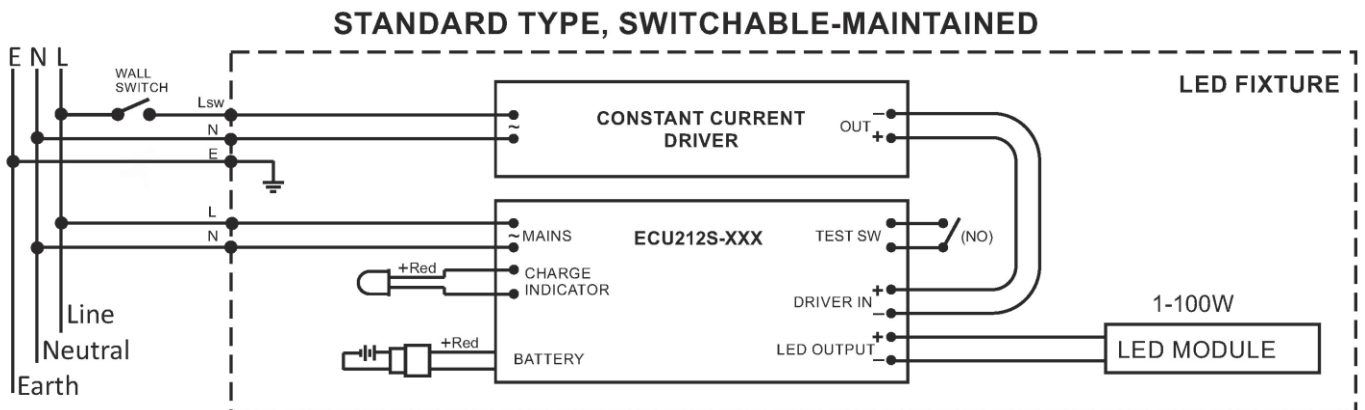 STANDARD TYPE, SWITCHABLE-MAINTAINED
E N L
WALL
SWITCH
Lsw
N
E
~
CONSTANT CURRENT
DRIVER
OUT
−
+
LED FIXTURE
L
N
~MAINS
ECU212S-XXX
TEST SW
(NO)
+Red
CHARGE
INDICATOR
DRIVER IN
+
−
1-100W
Line
Neutral
Earth
+Red
BATTERY
LED OUTPUT
+
−
LED MODULE